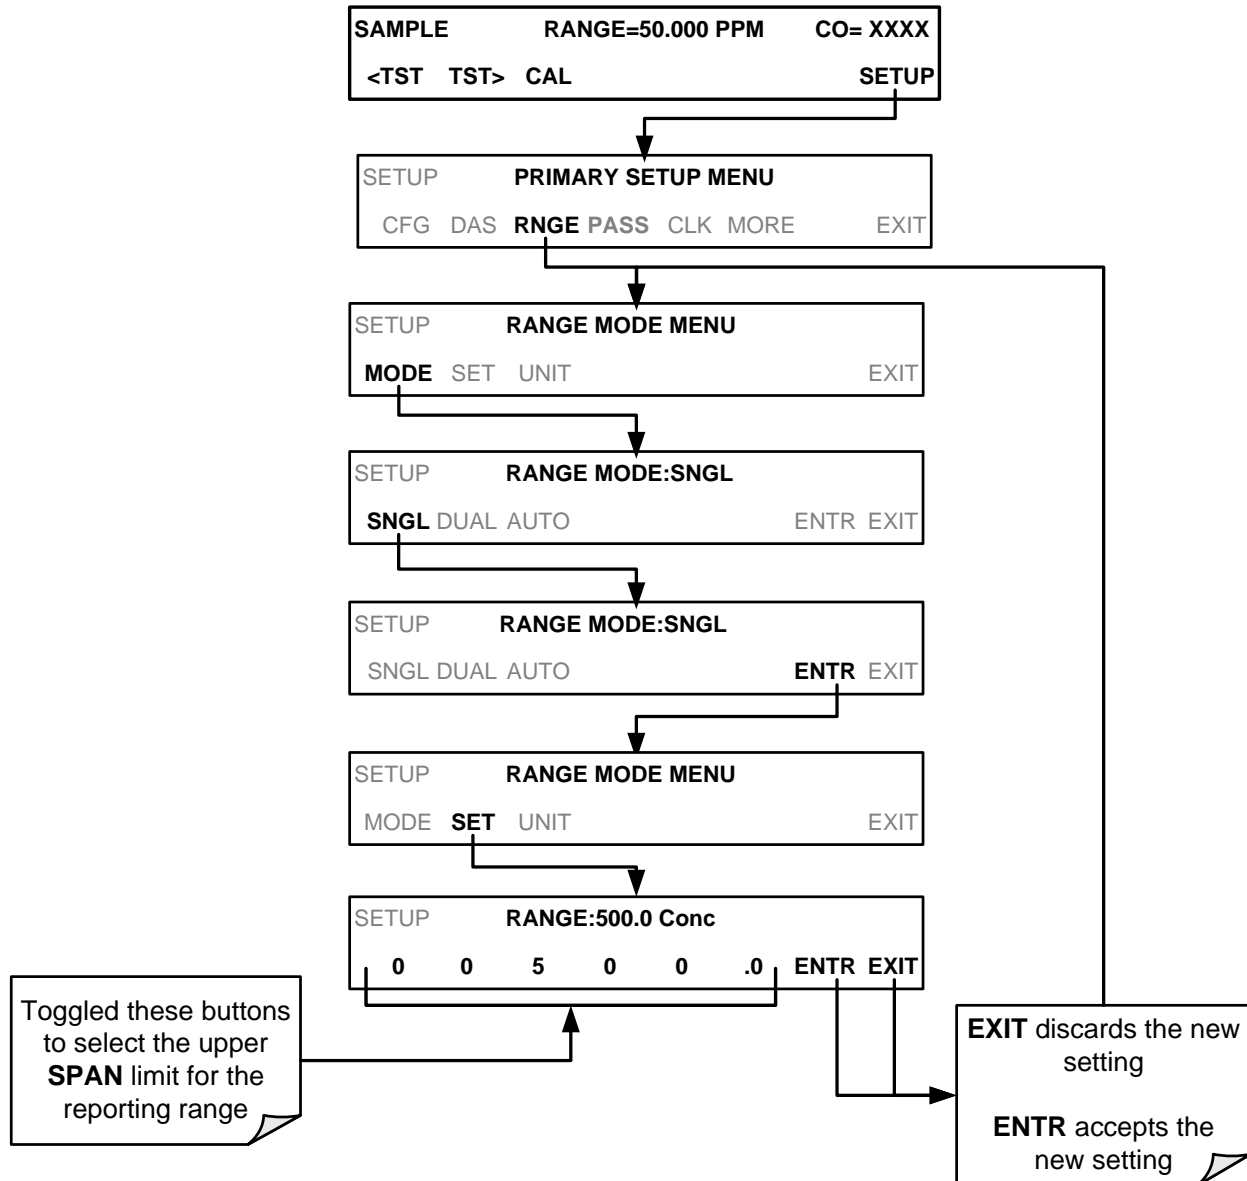 SAMPLE RANGE=50.000 PPM CO= XXXX
<TST TST> CAL SETUP
SETUP PRIMARY SETUP MENU
CFG DAS RNGE PASS CLK MORE EXIT
SETUP RANGE MODE MENU
MODE SET UNIT EXIT
SETUP RANGE MODE:SNGL
SNGL DUAL AUTO ENTR EXIT
SETUP RANGE MODE:SNGL
SNGL DUAL AUTO ENTR EXIT
SETUP RANGE MODE MENU
MODE SET UNIT EXIT
SETUP RANGE:500.0 Conc
0 0 5 0 0 .0 ENTR EXIT
Toggled these buttons
to select the upper
SPAN limit for the
reporting range
EXIT discards the new
setting
ENTR accepts the
new setting